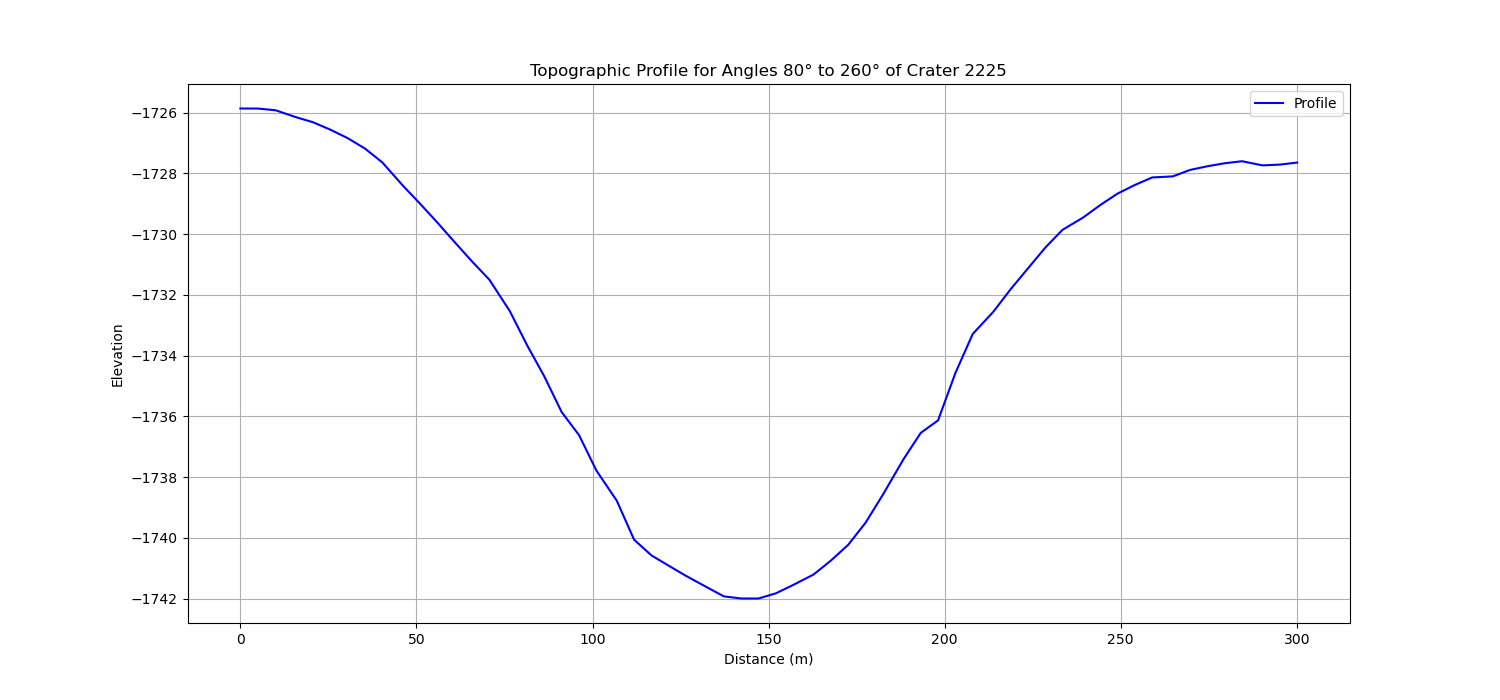 Topographic Profile for Angles 80° to 260° of Crater 2225
Profile
−1726
−1728
−1730
−1732
−1734
−1736
−1738
−1740
−1742
Elevation
0 50 100 150 200 250 300
Distance (m)